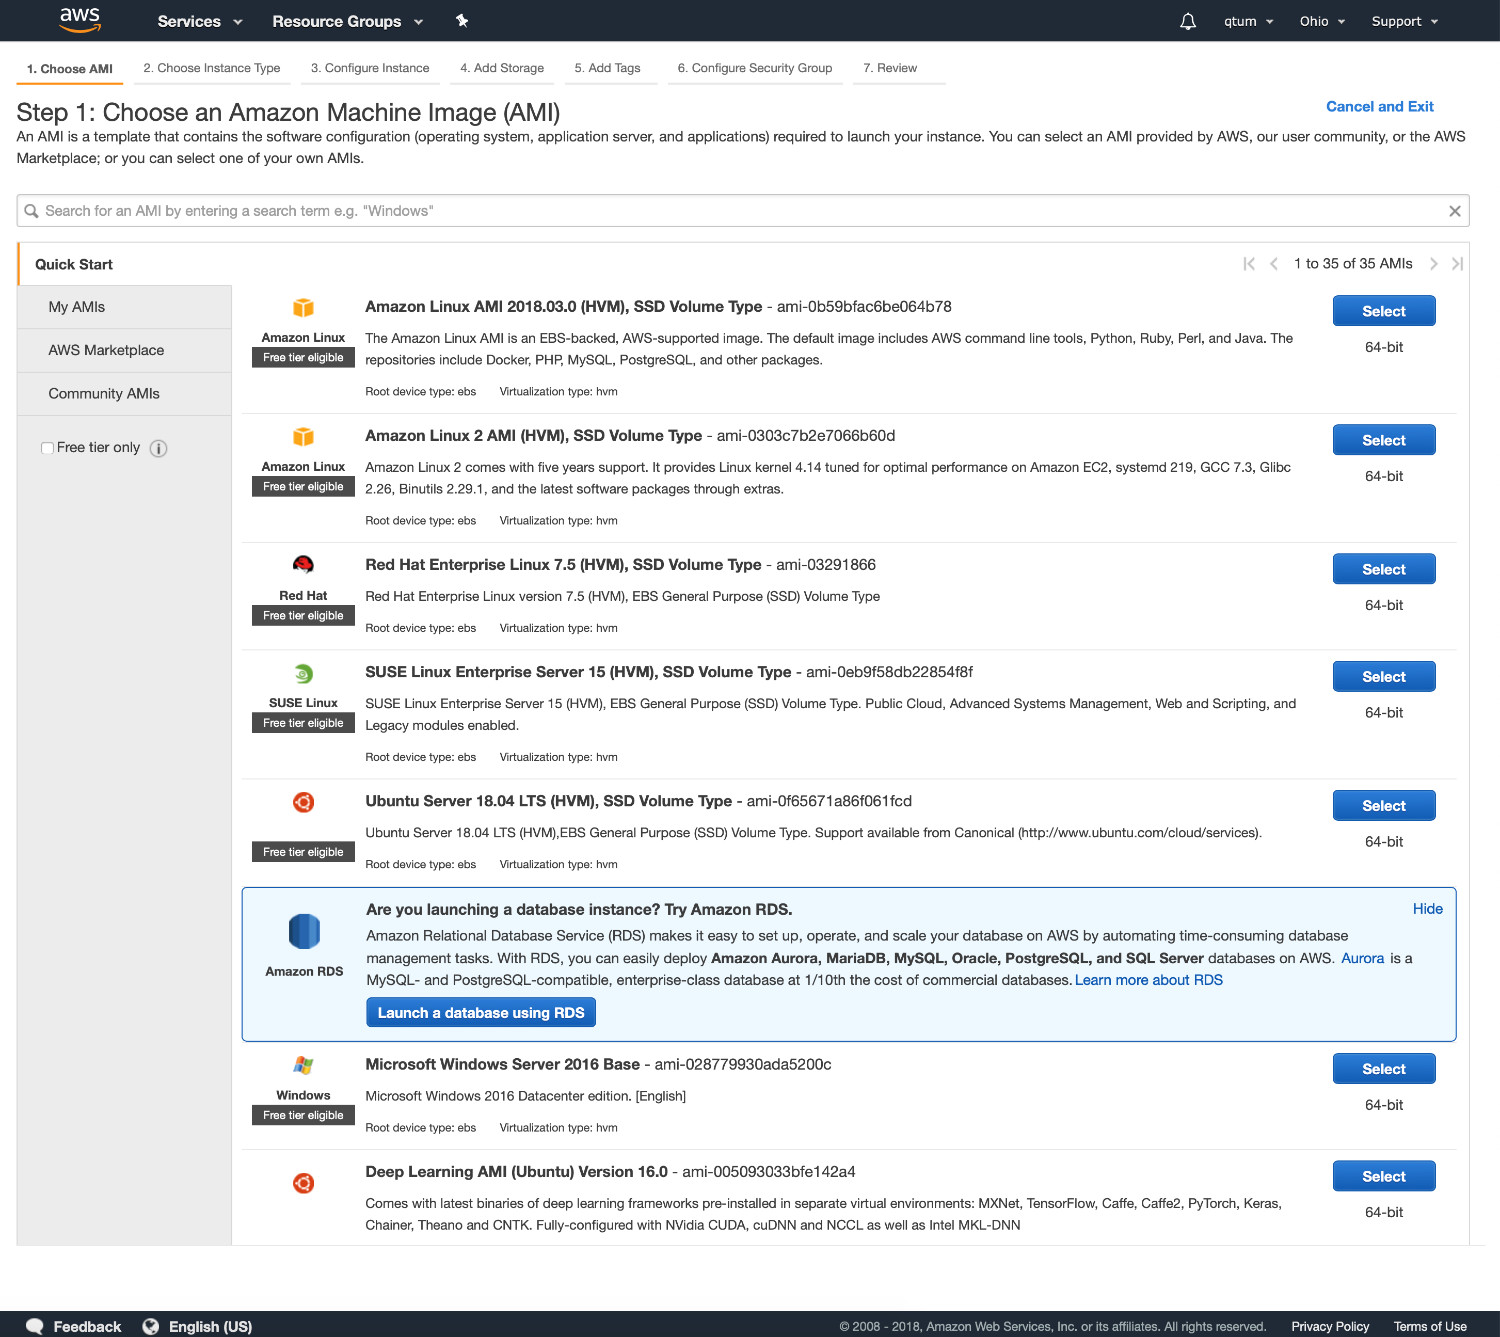 aws Services Resource Groups qtum Ohio Support
1. Choose AMI 2. Choose Instance Type 3. Configure Instance 4. Add Storage 5. Add Tags 6. Configure Security Group 7. Review
Step 1: Choose an Amazon Machine Image (AMI)
Cancel and Exit
An AMI is a template that contains the software configuration (operating system, application server, and applications) required to launch your instance. You can select an AMI provided by AWS, our user community, or the AWS
Marketplace; or you can select one of your own AMIs.
Search for an AMI by entering a search term e.g. "Windows"
Quick Start
1 to 35 of 35 AMIs
My AMIs
AWS Marketplace
Community AMIs
Free tier only
Amazon Linux
Free tier eligible
Amazon Linux AMI 2018.03.0 (HVM), SSD Volume Type - ami-0b59bfac6be064b78
The Amazon Linux AMI is an EBS-backed, AWS-supported image. The default image includes AWS command line tools, Python, Ruby, Perl, and Java. The
repositories include Docker, PHP, MySQL, PostgreSQL, and other packages.
Root device type: ebs Virtualization type: hvm
Select
64-bit
Amazon Linux
Free tier eligible
Amazon Linux 2 AMI (HVM), SSD Volume Type - ami-0303c7b2e7066b60d
Amazon Linux 2 comes with five years support. It provides Linux kernel 4.14 tuned for optimal performance on Amazon EC2, systemd 219, GCC 7.3, Glibc
2.26, Binutils 2.29.1, and the latest software packages through extras.
Root device type: ebs Virtualization type: hvm
Select
64-bit
Red Hat
Free tier eligible
Red Hat Enterprise Linux 7.5 (HVM), SSD Volume Type - ami-03291866
Red Hat Enterprise Linux version 7.5 (HVM), EBS General Purpose (SSD) Volume Type
Root device type: ebs Virtualization type: hvm
Select
64-bit
SUSE Linux
Free tier eligible
SUSE Linux Enterprise Server 15 (HVM), SSD Volume Type - ami-0eb9f58db22854f8f
SUSE Linux Enterprise Server 15 (HVM), EBS General Purpose (SSD) Volume Type. Public Cloud, Advanced Systems Management, Web and Scripting, and
Legacy modules enabled.
Root device type: ebs Virtualization type: hvm
Select
64-bit
Free tier eligible
Ubuntu Server 18.04 LTS (HVM), SSD Volume Type - ami-0f65671a86f061fcd
Ubuntu Server 18.04 LTS (HVM),EBS General Purpose (SSD) Volume Type. Support available from Canonical (http://www.ubuntu.com/cloud/services).
Root device type: ebs Virtualization type: hvm
Select
64-bit
Amazon RDS
Are you launching a database instance? Try Amazon RDS.
Hide
Amazon Relational Database Service (RDS) makes it easy to set up, operate, and scale your database on AWS by automating time-consuming database
management tasks. With RDS, you can easily deploy Amazon Aurora, MariaDB, MySQL, Oracle, PostgreSQL, and SQL Server databases on AWS. Aurora is a
MySQL- and PostgreSQL-compatible, enterprise-class database at 1/10th the cost of commercial databases. Learn more about RDS
Launch a database using RDS
Windows
Free tier eligible
Microsoft Windows Server 2016 Base - ami-028779930ada5200c
Microsoft Windows 2016 Datacenter edition. [English]
Root device type: ebs Virtualization type: hvm
Select
64-bit
Deep Learning AMI (Ubuntu) Version 16.0 - ami-005093033bfe142a4
Comes with latest binaries of deep learning frameworks pre-installed in separate virtual environments: MXNet, TensorFlow, Caffe, Caffe2, PyTorch, Keras,
Chainer, Theano and CNTK. Fully-configured with NVidia CUDA, cuDNN and NCCL as well as Intel MKL-DNN
Select
64-bit
Feedback English (US) © 2008 - 2018, Amazon Web Services, Inc. or its affiliates. All rights reserved. Privacy Policy Terms of Use